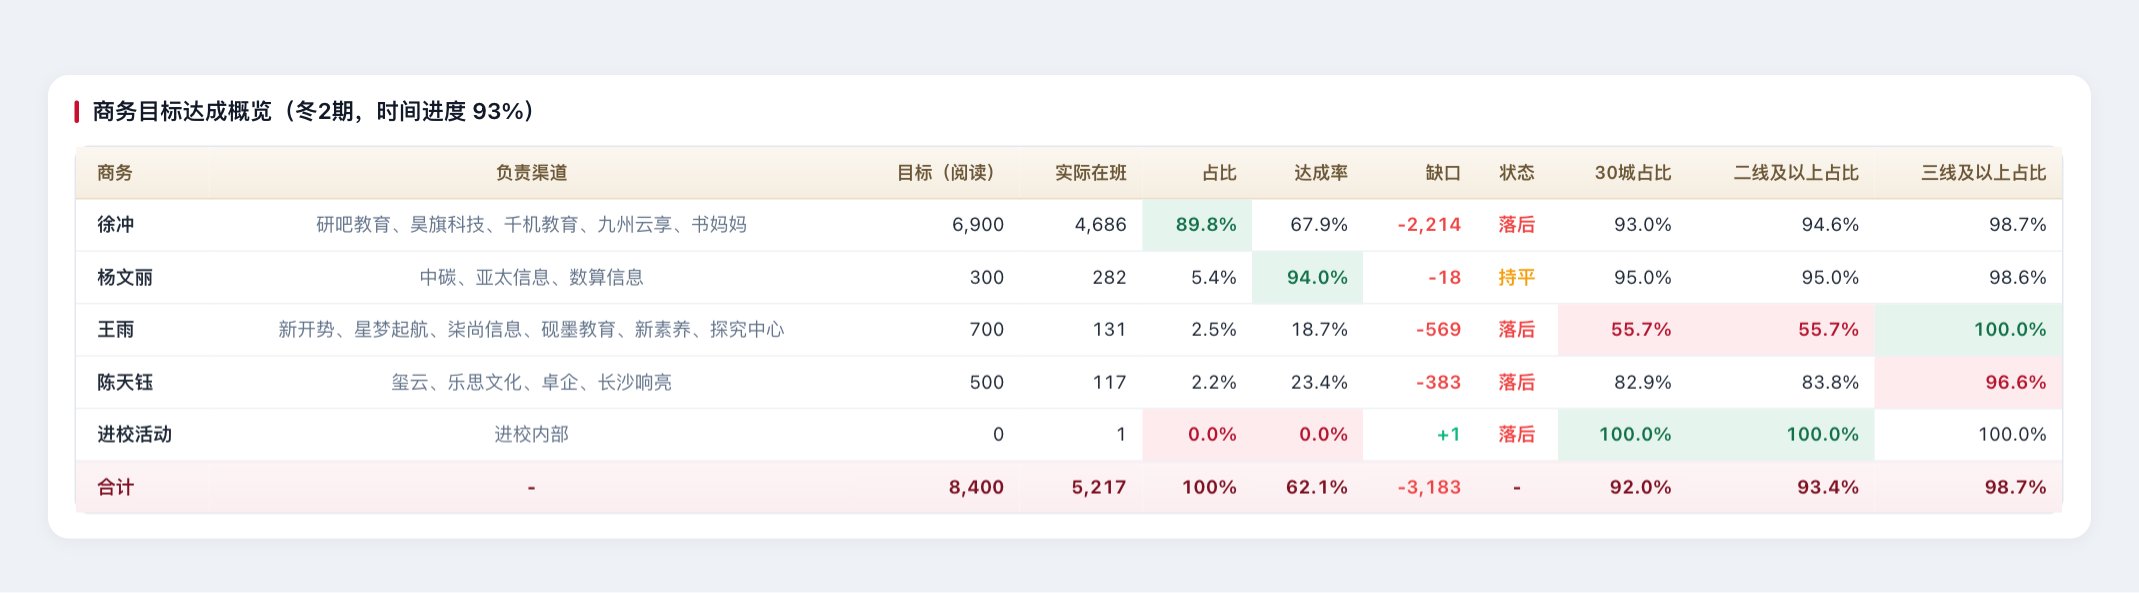 商务目标达成概览（冬2期，时间进度 93%）
商务 负责渠道 目标（阅读） 实际在班 占比 达成率 缺口 状态 30城占比 二线及以上占比 三线及以上占比
徐冲 研吧教育、昊旗科技、千机教育、九州云享、书妈妈 6,900 4,686 89.8% 67.9% -2,214 落后 93.0% 94.6% 98.7%
杨文丽 中碳、亚太信息、数算信息 300 282 5.4% 94.0% -18 持平 95.0% 95.0% 98.6%
王雨 新开势、星梦起航、柒尚信息、砚墨教育、新素养、探究中心 700 131 2.5% 18.7% -569 落后 55.7% 55.7% 100.0%
陈天钰 玺云、乐思文化、卓企、长沙响亮 500 117 2.2% 23.4% -383 落后 82.9% 83.8% 96.6%
进校活动 进校内部 0 1 0.0% 0.0% +1 落后 100.0% 100.0% 100.0%
合计 - 8,400 5,217 100% 62.1% -3,183 - 92.0% 93.4% 98.7%